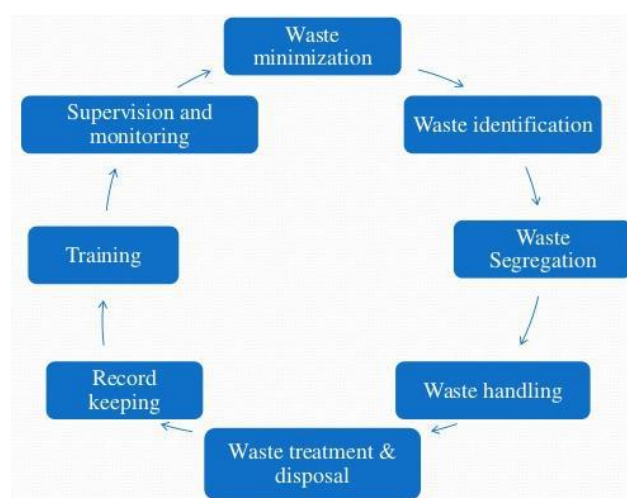 Waste
minimization
Waste identification
Waste
Segregation
Waste handling
Waste treatment &
disposal
Record
keeping
Training
Supervision and
monitoring